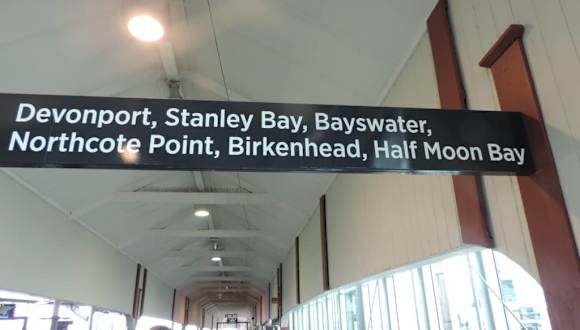 Devonport, Stanley Bay, Bayswater,
Northcote Point, Birkenhead, Half Moon Bay